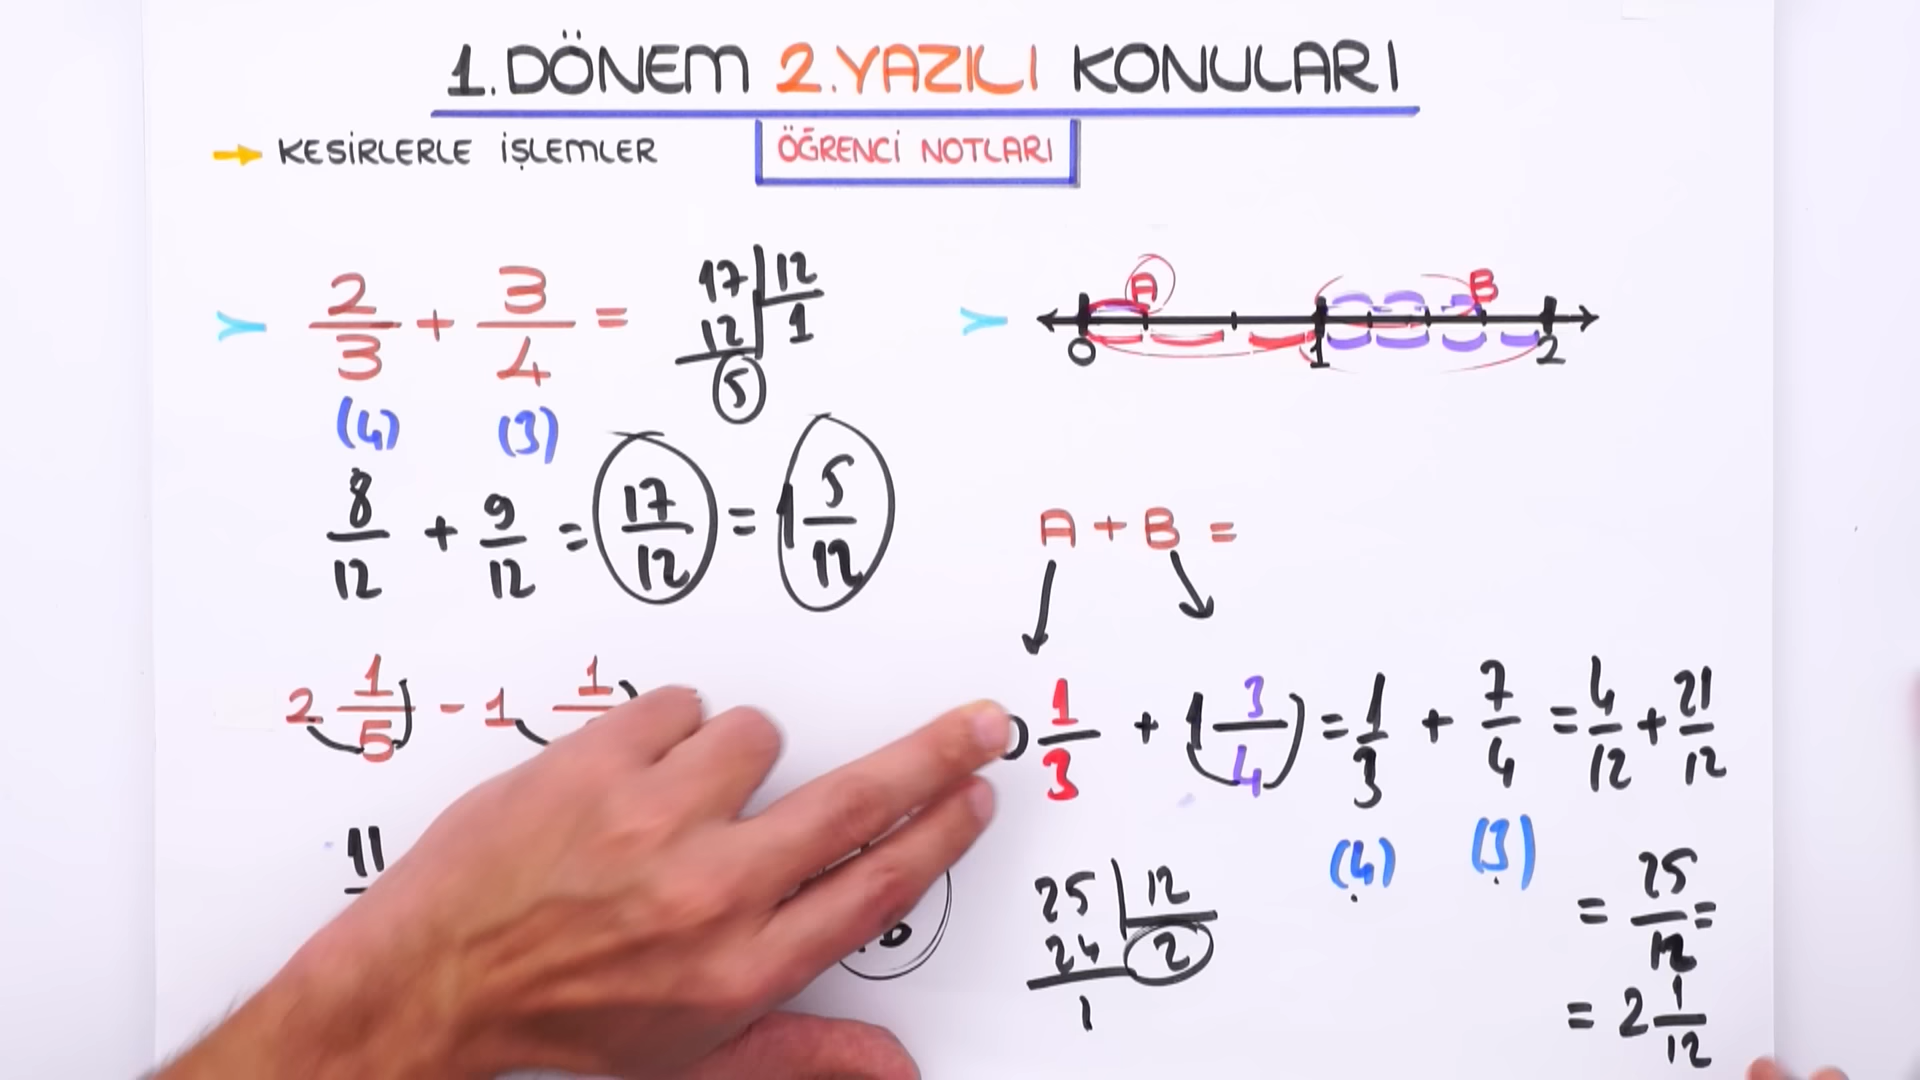 1. DÖNEM 2. YAZILI KONULARI
KESİRLERLE İŞLEMLER
ÖĞRENCİ NOTLARI
2/3 + 3/4 =
(4) (3)
17 | 12
12 | 1
5
8/12 + 9/12 = 17/12 = 1 5/12
2 1/5 - 1 1
11
A B
0 1 2
A + B =
0 1/3 + 1 3/4 = 1/3 + 7/4 = 4/12 + 21/12
(4) (3)
= 25/12 =
= 2 1/12
25 | 12
24 | 2
1